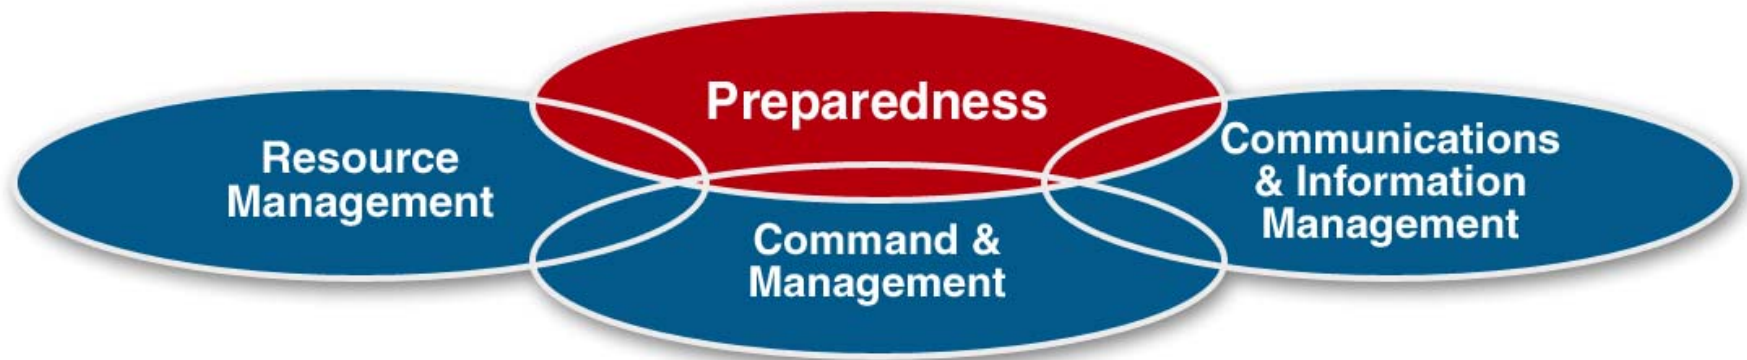 Preparedness
Resource
Management
Communications
& Information
Management
Command &
Management